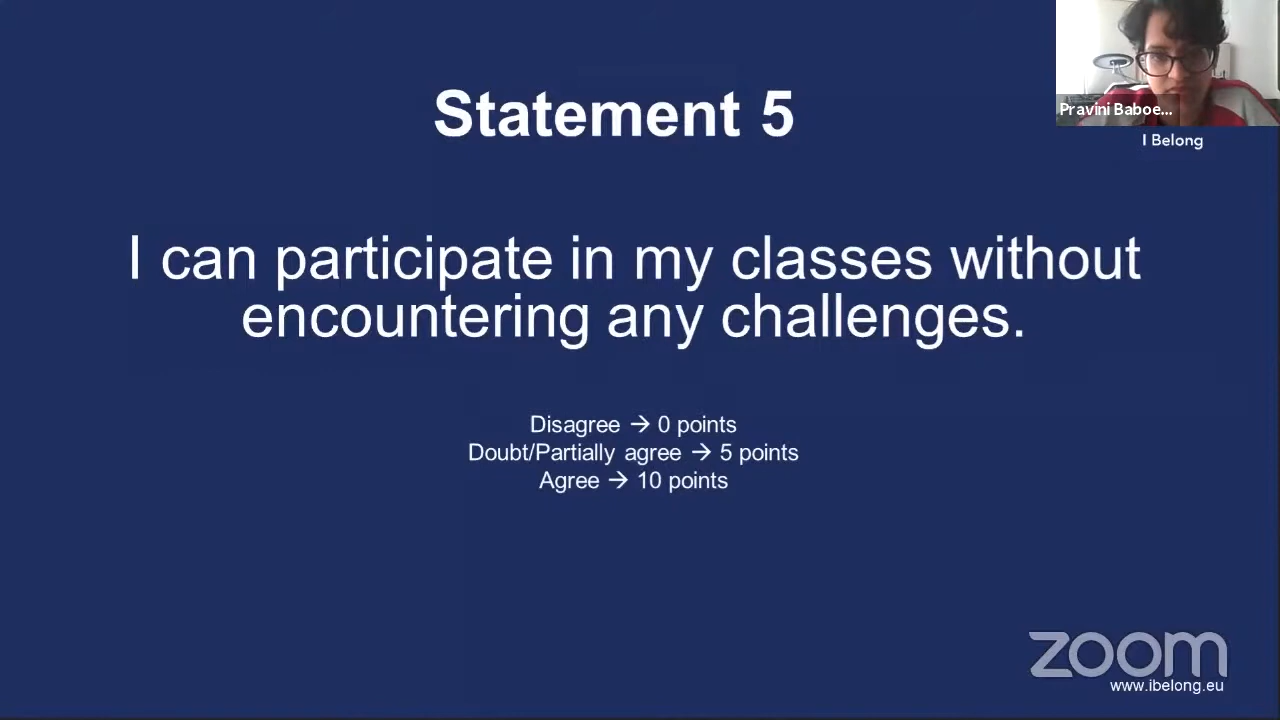 Statement 5
Pravini Baboe...
I Belong
I can participate in my classes without
encountering any challenges.
Disagree → 0 points
Doubt/Partially agree → 5 points
Agree → 10 points
zoom
www.ibelong.eu